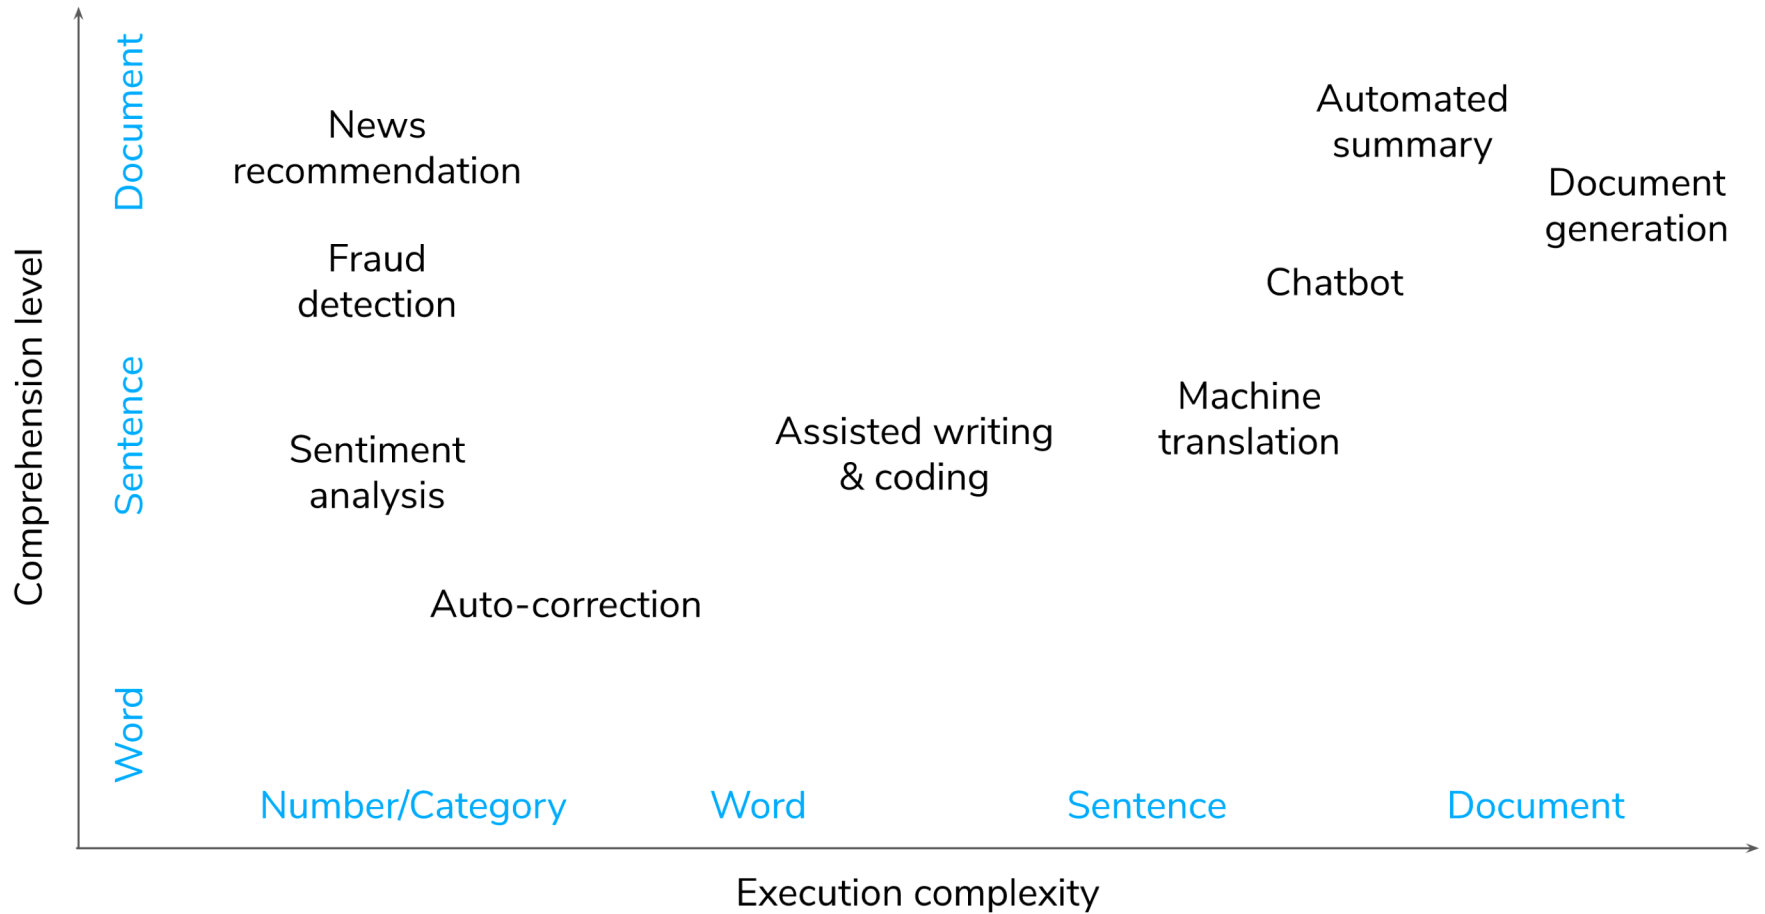 Comprehension level
Document
Sentence
Word
News
recommendation
Automated
summary
Document
generation
Fraud
detection
Chatbot
Machine
translation
Assisted writing
& coding
Sentiment
analysis
Auto-correction
Number/Category
Word
Sentence
Document
Execution complexity